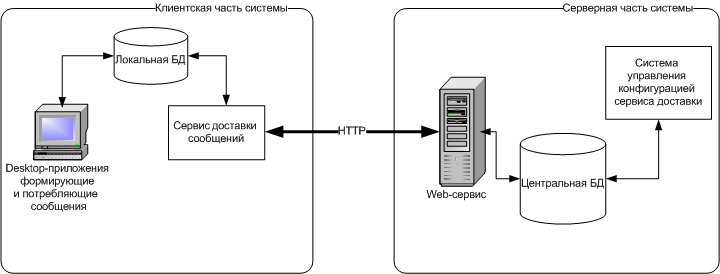 Клиентская часть системы
Локальная БД
Сервис доставки
сообщений
Desktop-приложения
формирующие
и потребляющие
сообщения
HTTP
Серверная часть системы
Система
управления
конфигурацией
сервиса доставки
Web-сервис
Центральная БД